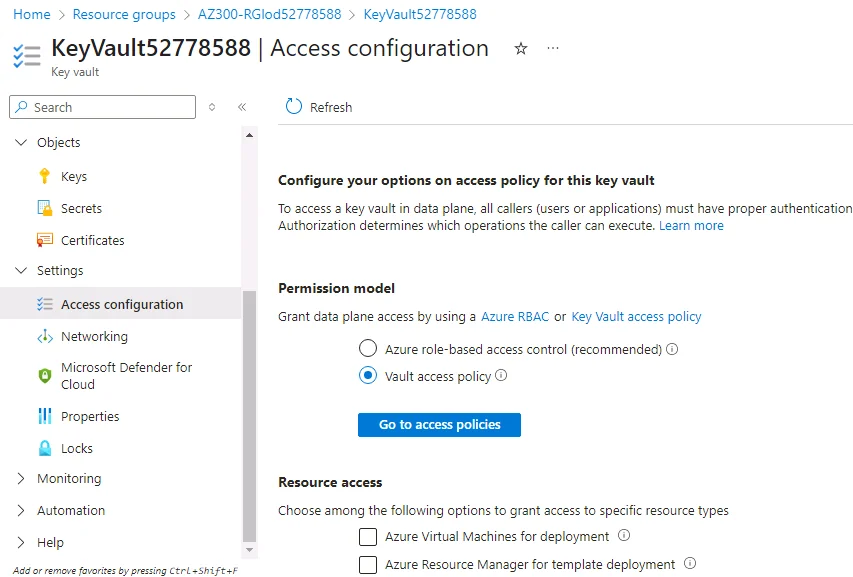 Home > Resource groups > AZ300-RGlod52778588 > KeyVault52778588
KeyVault52778588 | Access configuration
Key vault
Search
Refresh
Objects
Keys
Secrets
Certificates
Settings
Access configuration
Networking
Microsoft Defender for
Cloud
Properties
Locks
Monitoring
Automation
Help
Add or remove favorites by pressing Ctrl+Shift+F
Configure your options on access policy for this key vault
To access a key vault in data plane, all callers (users or applications) must have proper authentication
Authorization determines which operations the caller can execute. Learn more
Permission model
Grant data plane access by using a Azure RBAC or Key Vault access policy
Azure role-based access control (recommended)
Vault access policy
Go to access policies
Resource access
Choose among the following options to grant access to specific resource types
Azure Virtual Machines for deployment
Azure Resource Manager for template deployment